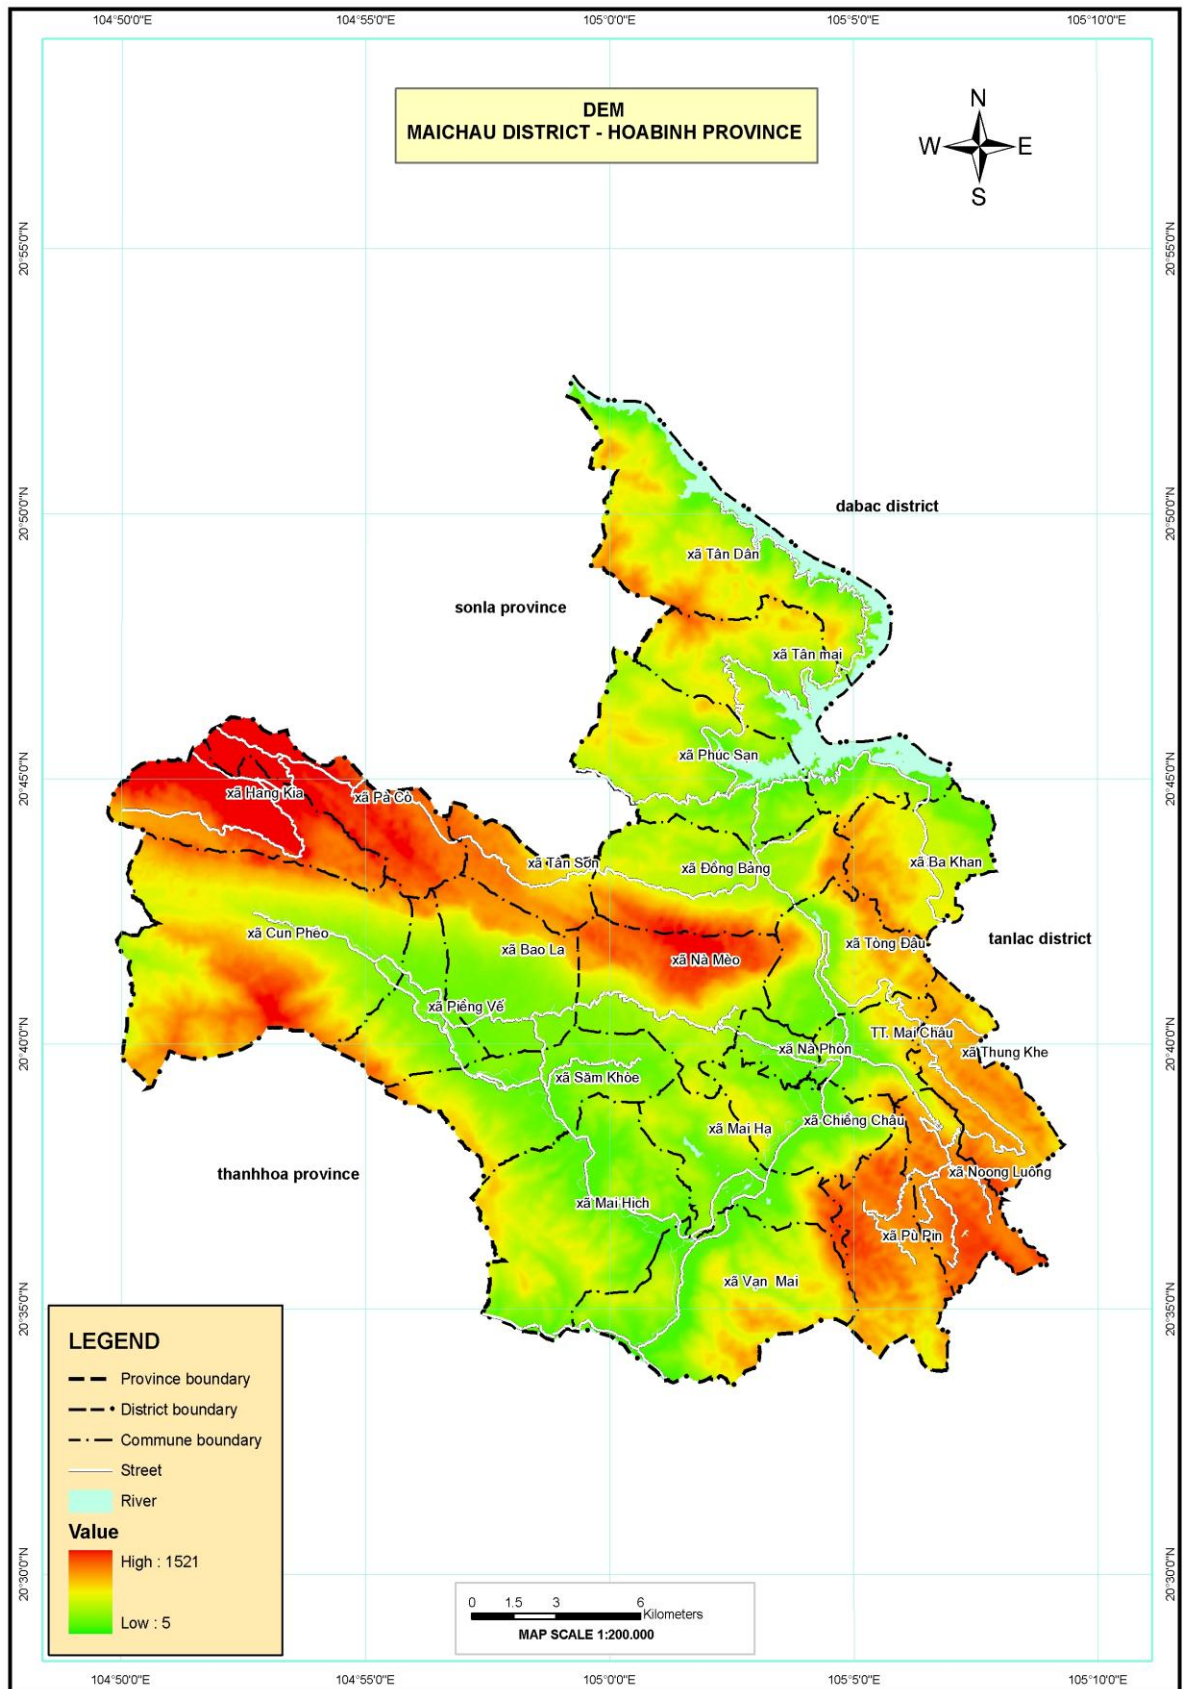 104°50'0"E 104°55'0"E 105°0'0"E 105°5'0"E 105°10'0"E
DEM
MAICHAU DISTRICT - HOABINH PROVINCE
N
W E
S
20°55'0"N 20°55'0"N
20°50'0"N 20°50'0"N
dabac district
xã Tân Dân
sonla province
xã Tân mai
xã Phúc Sạn
20°45'0"N 20°45'0"N
xã Hang Kia xã Pà Cò
xã Tân Sơn xã Đồng Bảng xã Ba Khan
xã Cun Phéo xã Bao La xã Nà Mèo xã Tòng Đậu
tanlac district
xã Piềng Vế
TT. Mai Châu
20°40'0"N xã Nà Phòn xã Thung Khe 20°40'0"N
xã Săm Khòe
xã Mai Hạ xã Chiềng Châu
thanhhoa province
xã Noong Luông
xã Mai Hịch
xã Pù Pin
xã Vạn Mai
20°35'0"N 20°35'0"N
LEGEND
Province boundary
District boundary
Commune boundary
Street
River
Value
High : 1521
Low : 5
20°30'0"N 20°30'0"N
0 1.5 3 6
Kilometers
MAP SCALE 1:200.000
104°50'0"E 104°55'0"E 105°0'0"E 105°5'0"E 105°10'0"E